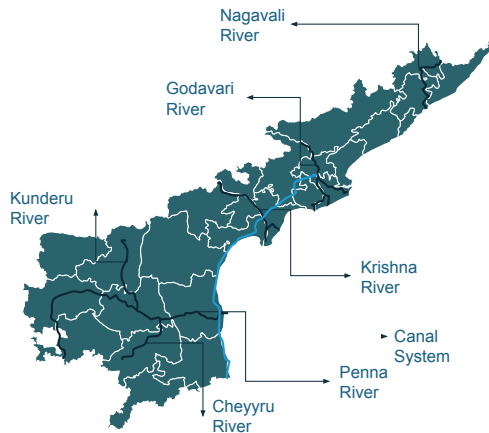 Nagavali
River
Godavari
River
Kunderu
River
Krishna
River
Canal
System
Penna
River
Cheyyru
River